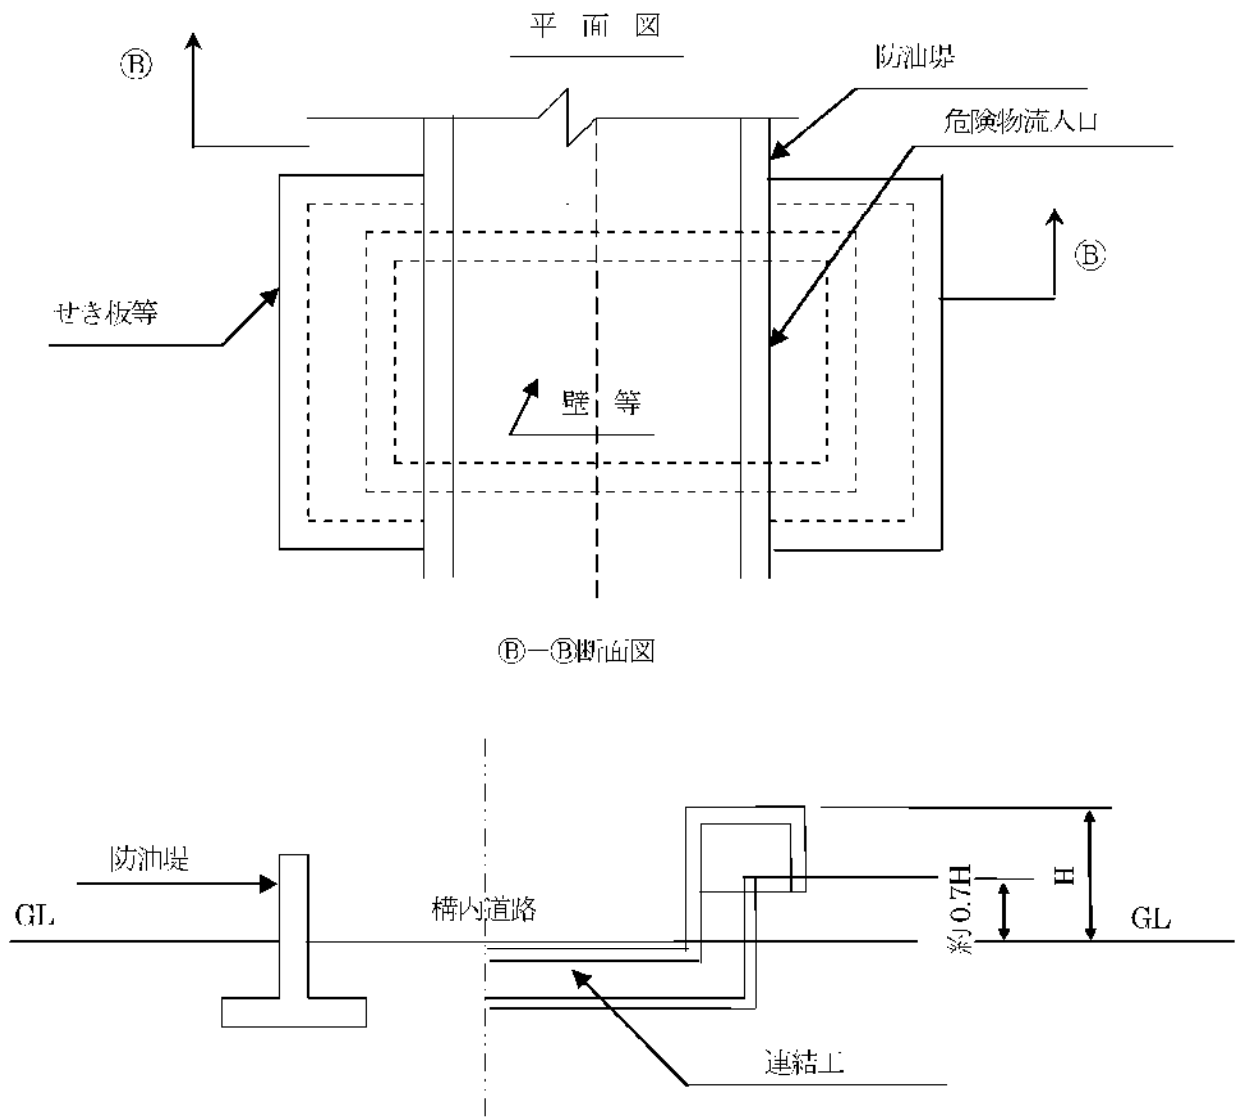 平 面 図
Ⓑ
防油堤
危険物流入口
Ⓑ
せき板等
壁 等
Ⓑ－Ⓑ断面図
防油堤
構内道路
GL
約0.7H
H
GL
連結工